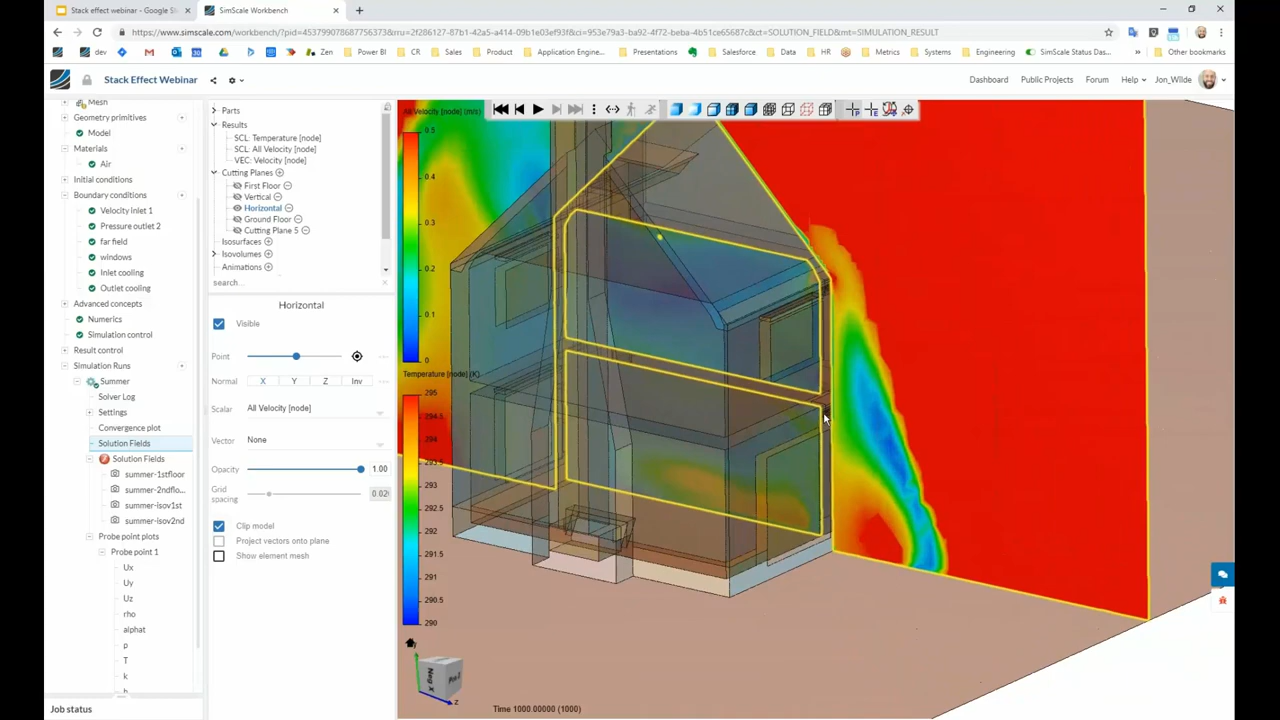 Stack effect webinar - Google S
SimScale Workbench
https://www.simscale.com/workbench/?pid=4537990786877568373&rru=2f286127-87b1-42a5-a414-09b1e03ef93f&ci=953e79a3-ba92-4f72-beba-4b51ce65687c&ct=SOLUTION_FIELD&mt=SIMULATION_RESULT
dev
Zen
Power BI
CR
Sales
Product
Application Engine...
Presentations
Salesforce
Data
HR
Metrics
Systems
Engineering
SimScale Status Das...
Other bookmarks
Stack Effect Webinar
Dashboard
Public Projects
Forum
Help
Jon_Wilde
Mesh
Geometry primitives
Model
Materials
Air
Initial conditions
Boundary conditions
Velocity inlet 1
Pressure outlet 2
far field
windows
Inlet cooling
Outlet cooling
Advanced concepts
Numerics
Simulation control
Result control
Simulation Runs
Summer
Solver Log
Settings
Convergence plot
Solution Fields
Solution Fields
summer-1stfloor
summer-2ndflo...
summer-isov1st
summer-isov2nd
Probe point plots
Probe point 1
Ux
Uy
Uz
rho
alphat
p
T
k
Job status
Parts
Results
SCL: Temperature [node]
SCL: All Velocity [node]
VEC: Velocity [node]
Cutting Planes
First Floor
Vertical
Horizontal
Ground Floor
Cutting Plane 5
Isosurfaces
Isovolumes
Animations
search...
Horizontal
Visible
Point
Normal
X
Y
Z
Inv
Scalar
All Velocity [node]
Vector
None
Opacity
1.00
Grid
spacing
0.02
Clip model
Project vectors onto plane
Show element mesh
All Velocity [node] (m/s)
0.5
0.4
0.3
0.2
0.1
0
Temperature [node] (K)
295
294.5
294
293.5
293
292.5
292
291.5
291
290.5
290
Neg X
Pos Z
y
z
Time 1000.00000 (1000)